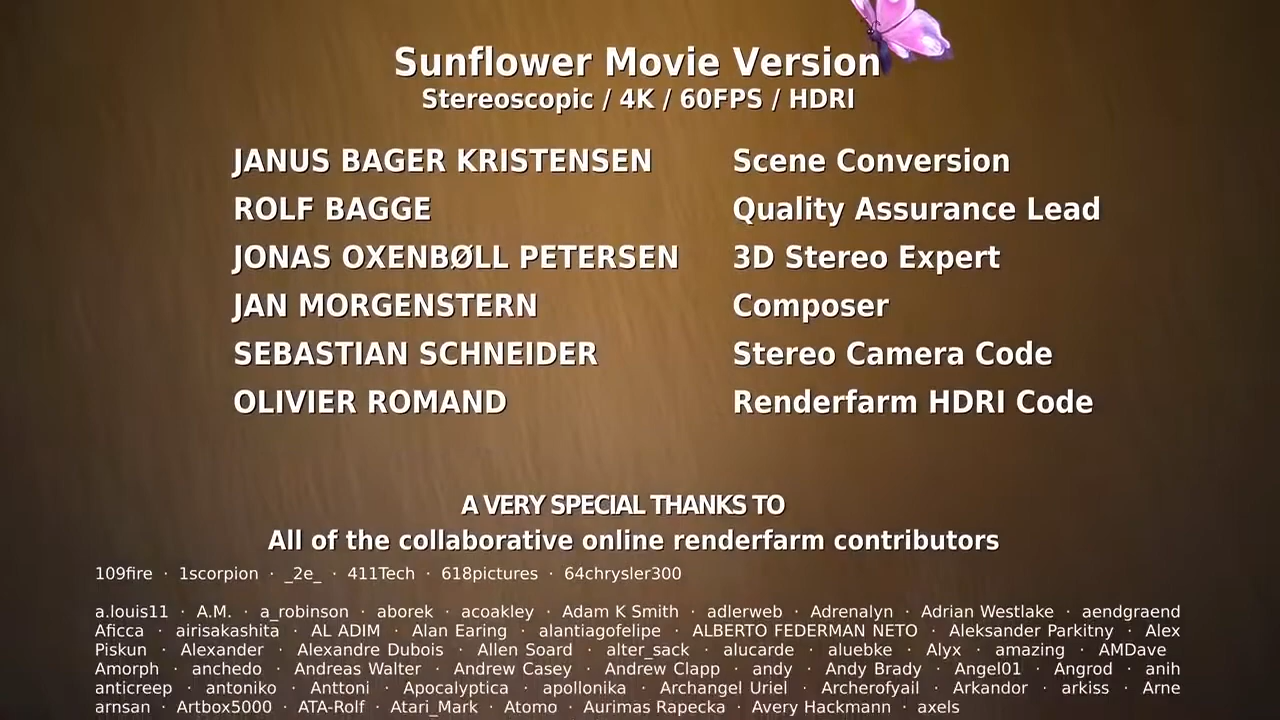 Sunflower Movie Version
Stereoscopic / 4K / 60FPS / HDRI
JANUS BAGER KRISTENSEN Scene Conversion
ROLF BAGGE Quality Assurance Lead
JONAS OXENBØLL PETERSEN 3D Stereo Expert
JAN MORGENSTERN Composer
SEBASTIAN SCHNEIDER Stereo Camera Code
OLIVIER ROMAND Renderfarm HDRI Code
A VERY SPECIAL THANKS TO
All of the collaborative online renderfarm contributors
109fire · 1scorpion · _2e_ · 411Tech · 618pictures · 64chrysler300
a.louis11 · A.M. · a_robinson · aborek · acoakley · Adam K Smith · adlerweb · Adrenalyn · Adrian Westlake · aendgraend
Aficca · airisakashita · AL ADIM · Alan Earing · alantiagofelipe · ALBERTO FEDERMAN NETO · Aleksander Parkitny · Alex
Piskun · Alexander · Alexandre Dubois · Allen Soard · alter_sack · alucarde · aluebke · Alyx · amazing · AMDave
Amorph · anchedo · Andreas Walter · Andrew Casey · Andrew Clapp · andy · Andy Brady · Angel01 · Angrod · anih
anticreep · antoniko · Anttoni · Apocalyptica · apollonika · Archangel Uriel · Archerofyail · Arkandor · arkiss · Arne
arnsan · Artbox5000 · ATA-Rolf · Atari_Mark · Atomo · Aurimas Rapecka · Avery Hackmann · axels